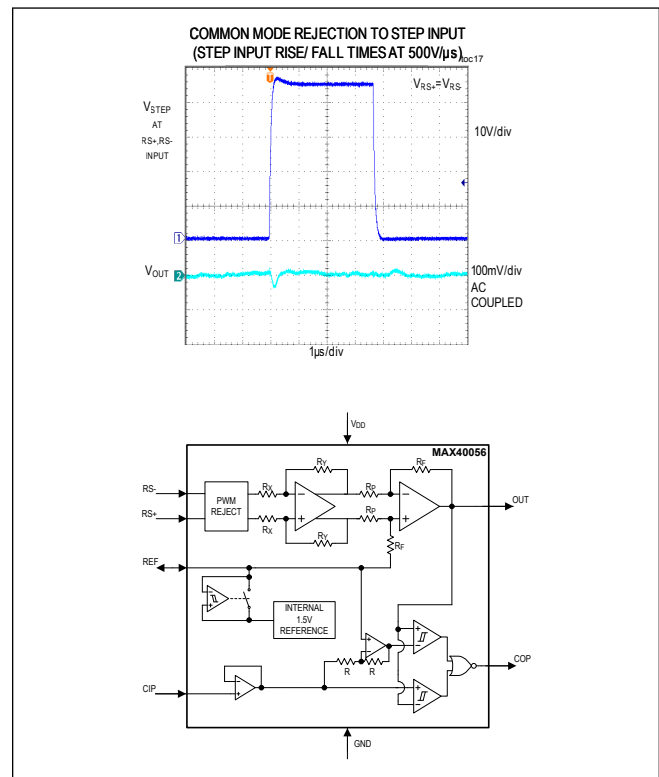 COMMON MODE REJECTION TO STEP INPUT
(STEP INPUT RISE/ FALL TIMES AT 500V/µs)
toc17
VSTEP
AT
RS+,RS-
INPUT
VRS+=VRS-
10V/div
1
VOUT
2
100mV/div
AC
COUPLED
1µs/div
VDD
MAX40056
RS-
RS+
PWM
REJECT
RX
RX
RY
RY
RP
RP
RF
RF
OUT
REF
INTERNAL
1.5V
REFERENCE
R
R
CIP
COP
GND